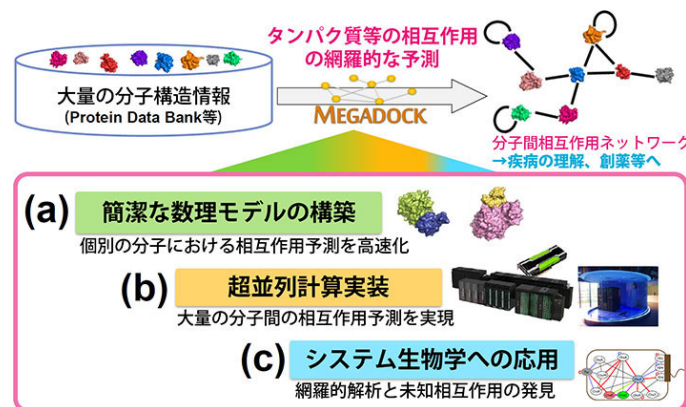 タンパク質等の相互作用
の網羅的な予測
大量の分子構造情報
(Protein Data Bank等)
MEGADOCK
分子間相互作用ネットワーク
→疾病の理解、創薬等へ
(a) 簡潔な数理モデルの構築
個別の分子における相互作用予測を高速化
(b) 超並列計算実装
大量の分子間の相互作用予測を実現
(c) システム生物学への応用
網羅的解析と未知相互作用の発見